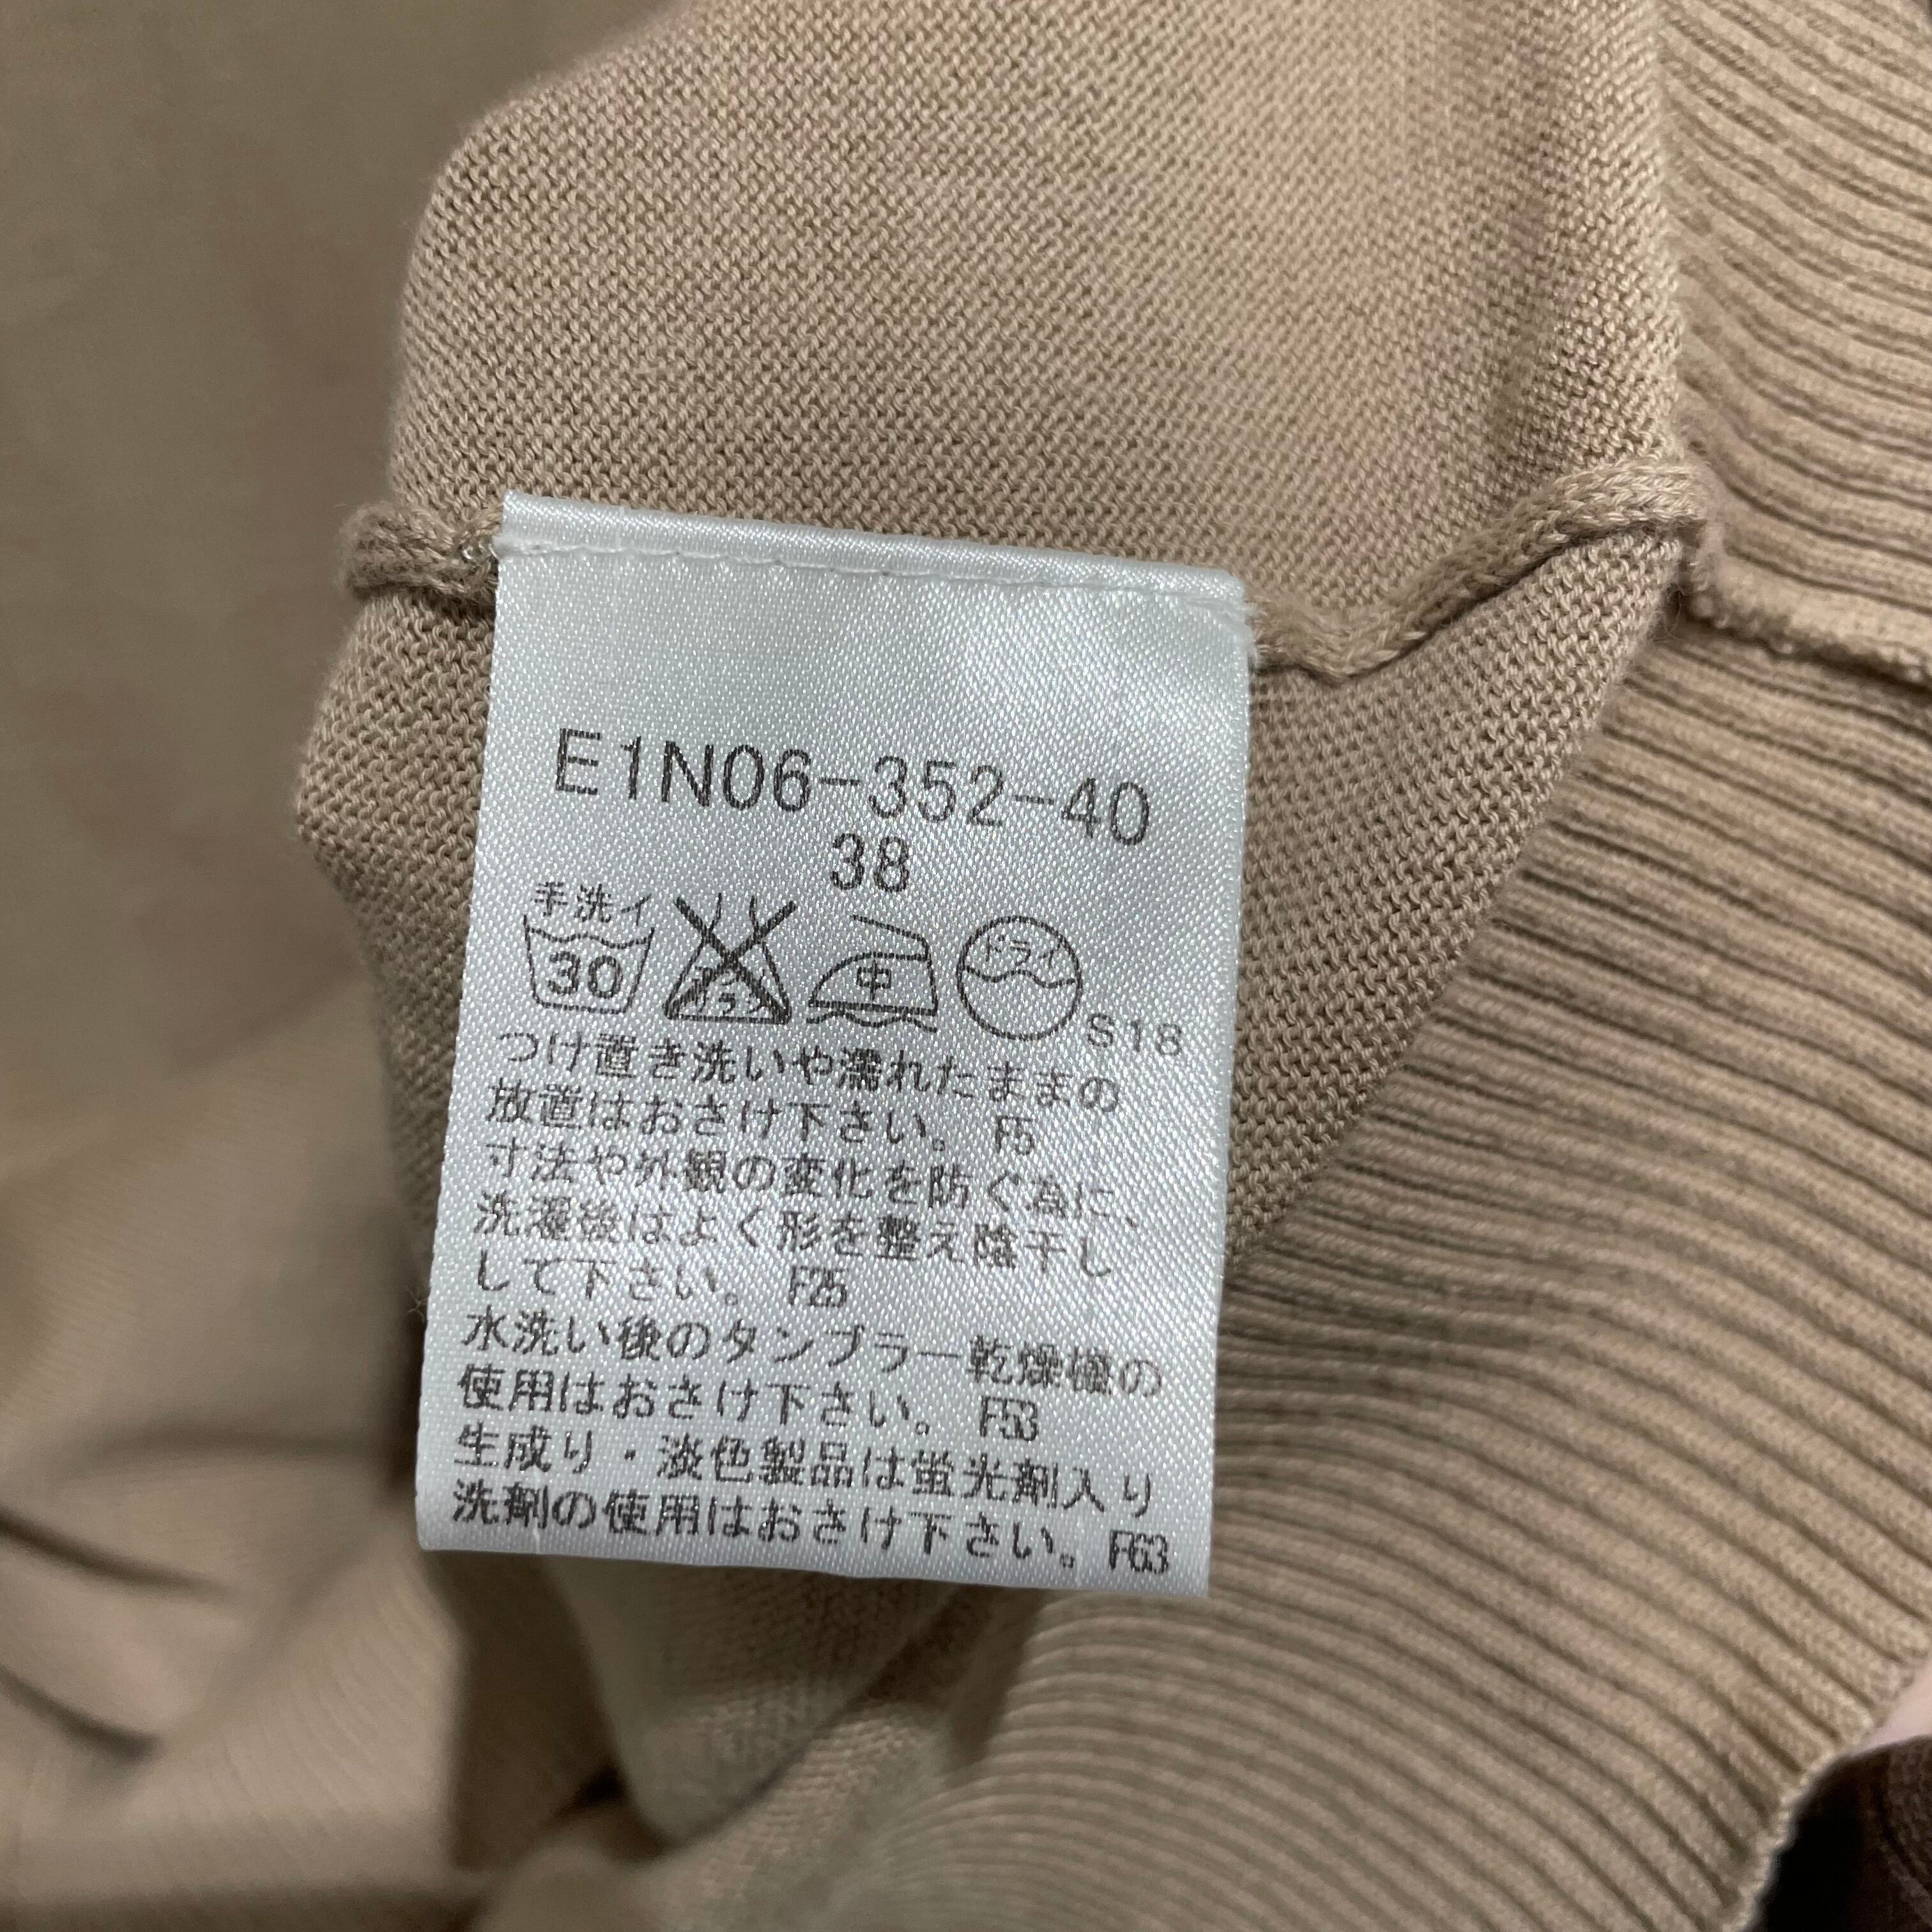 E1N06-352-40
38
手洗イ
30 エンソサラシ 中 ドライ S18
つけ置き洗いや濡れたままの
放置はおさけ下さい。 F5
寸法や外観の変化を防ぐ為に、
洗濯後はよく形を整え陰干し
して下さい。 F25
水洗い後のタンブラー乾燥機の
使用はおさけ下さい。 F53
生成り・淡色製品は蛍光剤入り
洗剤の使用はおさけ下さい。 F63